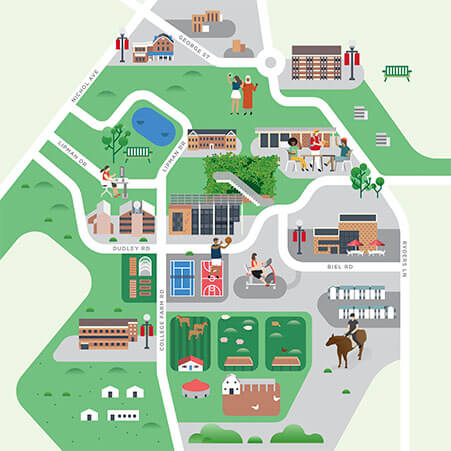 GEORGE ST
NICHOL AVE
LIPMAN DR
LIPMAN DR
DUDLEY RD
BIEL RD
RYDERS LN
COLLEGE FARM RD